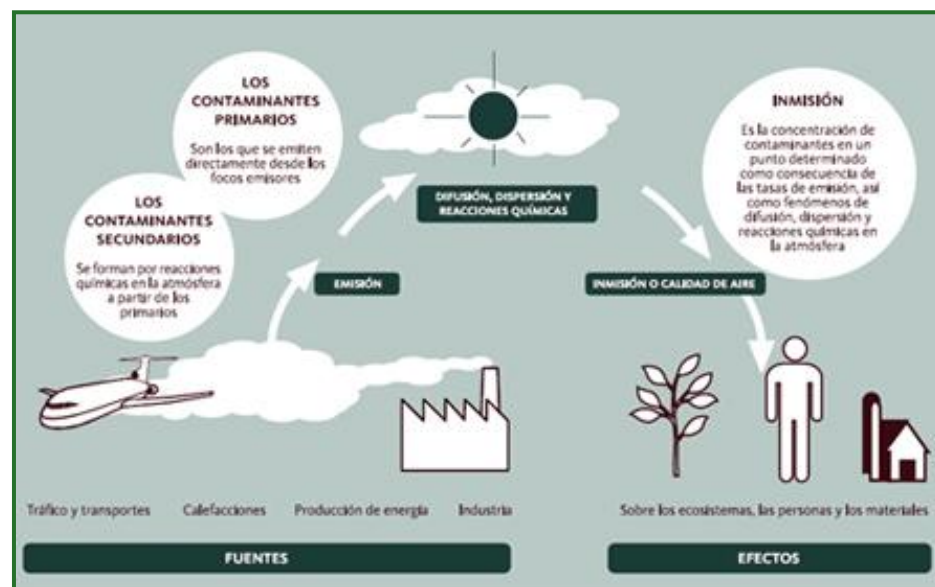 LOS
CONTAMINANTES
PRIMARIOS
Son los que se emiten
directamente desde los
focos emisores
LOS
CONTAMINANTES
SECUNDARIOS
Se forman por reacciones
químicas en la atmósfera
a partir de los
primarios
DIFUSIÓN, DISPERSIÓN Y
REACCIONES QUÍMICAS
EMISIÓN
INMISIÓN
Es la concentración de
contaminantes en un
punto determinado
como consecuencia de
las tasas de emisión, así
como fenómenos de
difusión, dispersión y
reacciones químicas en
la atmósfera
INMISIÓN O CALIDAD DE AIRE
Tráfico y transportes
Calefacciones
Producción de energía
Industria
FUENTES
Sobre los ecosistemas, las personas y los materiales
EFECTOS